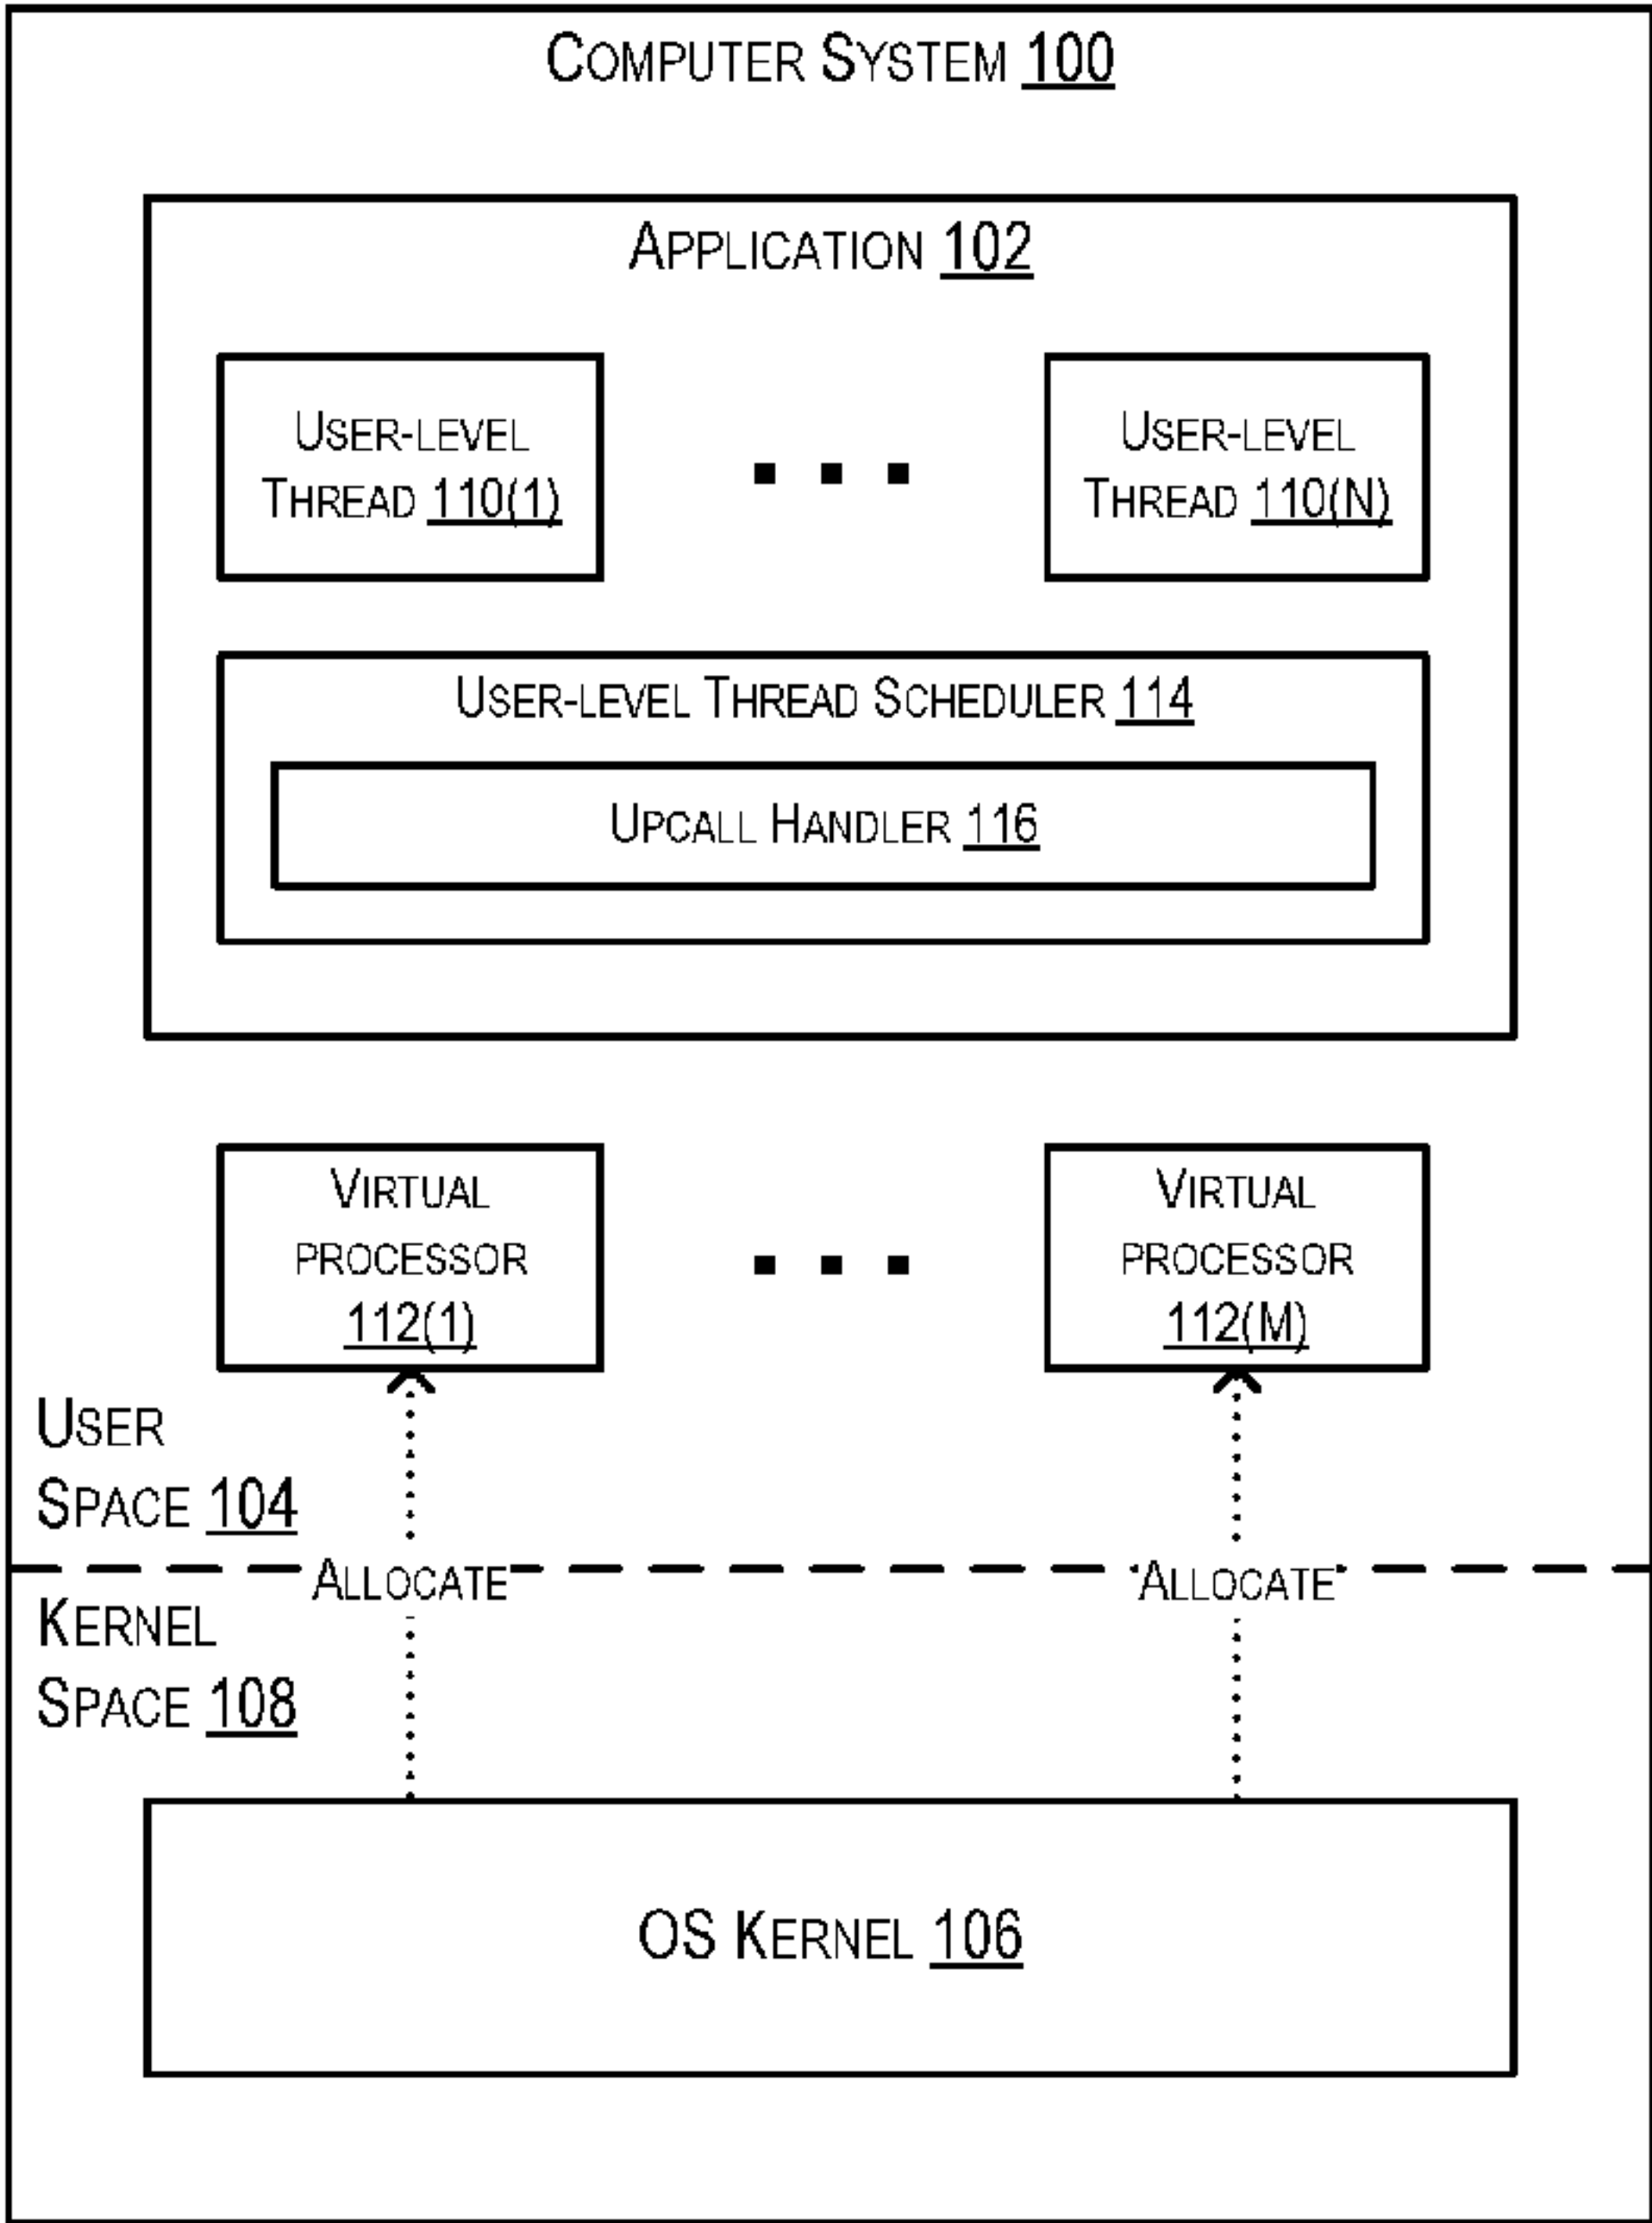 COMPUTER SYSTEM 100
APPLICATION 102
USER-LEVEL
THREAD 110(1)
USER-LEVEL
THREAD 110(N)
USER-LEVEL THREAD SCHEDULER 114
UPCALL HANDLER 116
VIRTUAL
PROCESSOR
112(1)
VIRTUAL
PROCESSOR
112(M)
USER
SPACE 104
ALLOCATE
ALLOCATE
KERNEL
SPACE 108
OS KERNEL 106